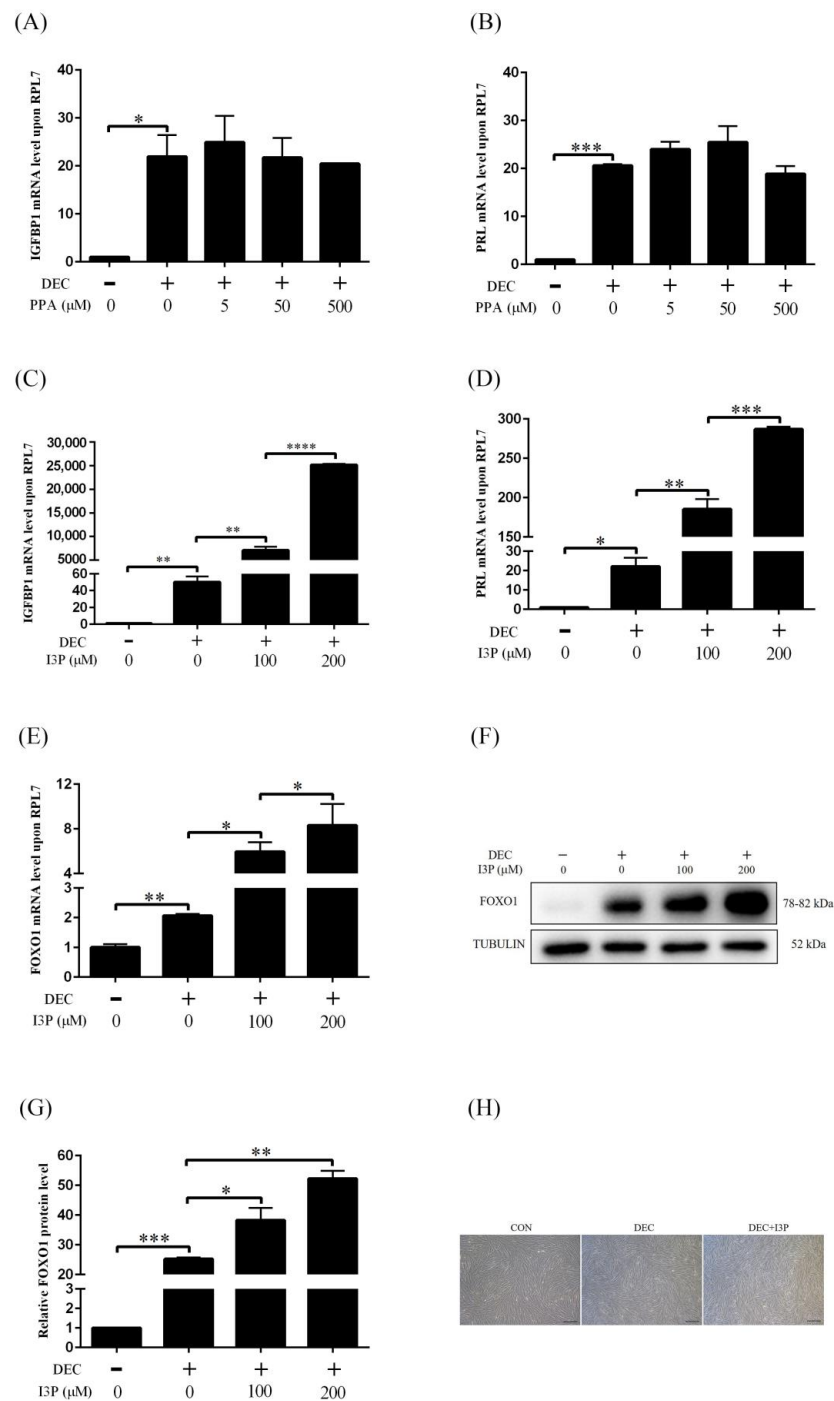 (A)
IGFBP1 mRNA level upon RPL7
40
30
20
10
0
*
DEC - + + + +
PPA (μM) 0 0 5 50 500
(B)
PRL mRNA level upon RPL7
40
30
20
10
0
***
DEC - + + + +
PPA (μM) 0 0 5 50 500
(C)
IGFBP1 mRNA level upon RPL7
30,000
25,000
20,000
15,000
10,000
5000
60
40
20
0
**
**
****
DEC - + + +
I3P (μM) 0 0 100 200
(D)
PRL mRNA level upon RPL7
300
200
150
30
20
10
0
*
**
***
DEC - + + +
I3P (μM) 0 0 100 200
(E)
FOXO1 mRNA level upon RPL7
12
8
4
3
2
1
0
**
*
*
DEC - + + +
I3P (μM) 0 0 100 200
(F)
DEC - + + +
I3P (μM) 0 0 100 200
FOXO1 78-82 kDa
TUBULIN 52 kDa
(G)
Relative FOXO1 protein level
60
50
40
30
20
3
2
1
0
***
*
**
DEC - + + +
I3P (μM) 0 0 100 200
(H)
CON DEC DEC+I3P